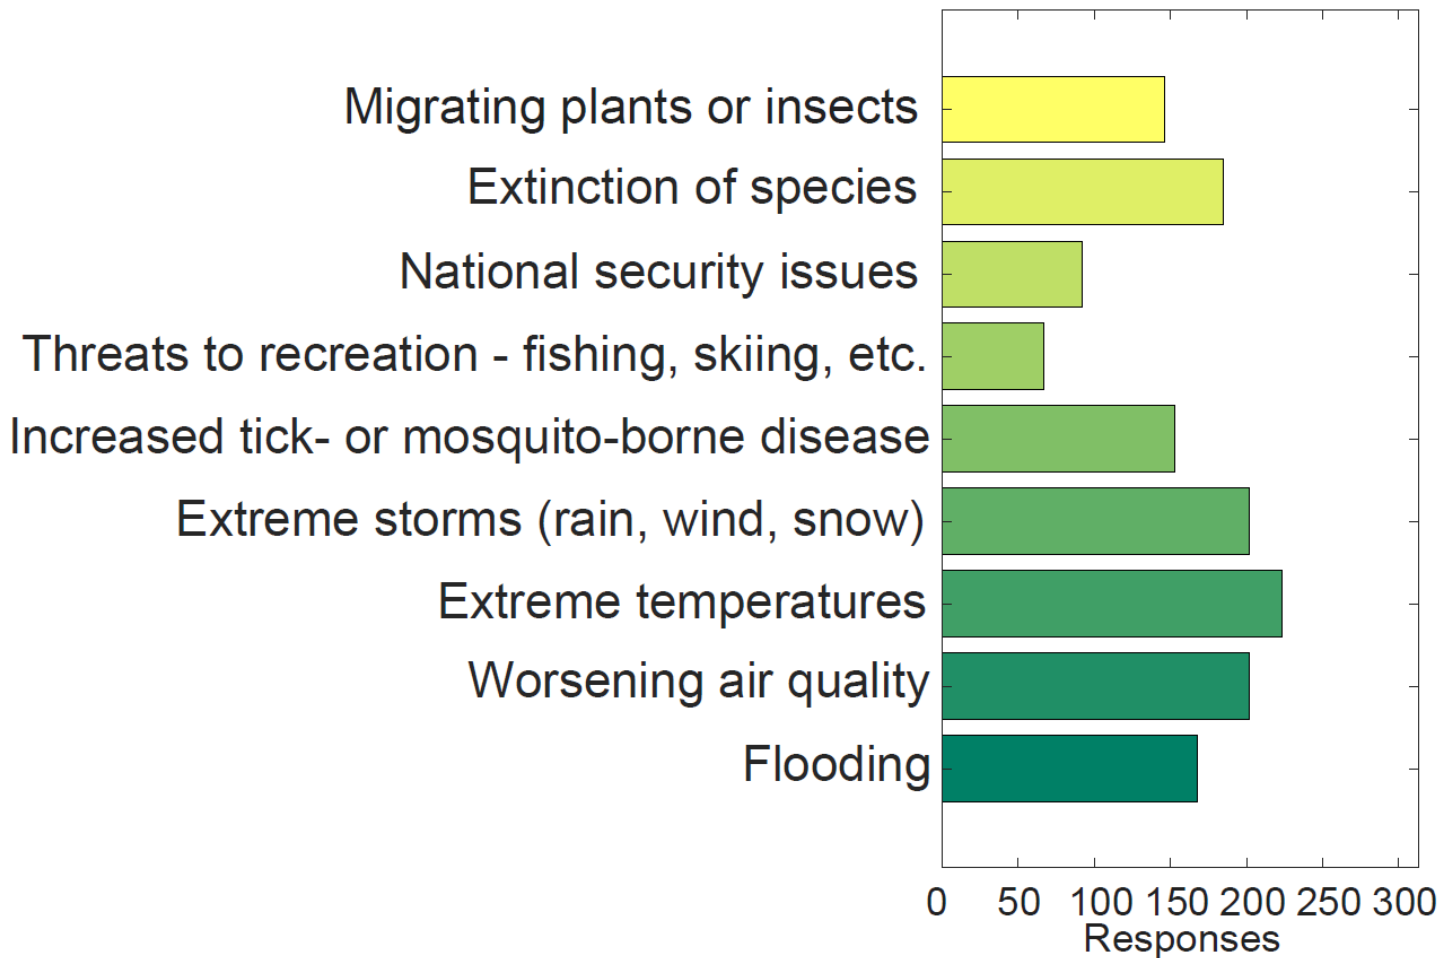 Migrating plants or insects
Extinction of species
National security issues
Threats to recreation - fishing, skiing, etc.
Increased tick- or mosquito-borne disease
Extreme storms (rain, wind, snow)
Extreme temperatures
Worsening air quality
Flooding
0 50 100 150 200 250 300
Responses